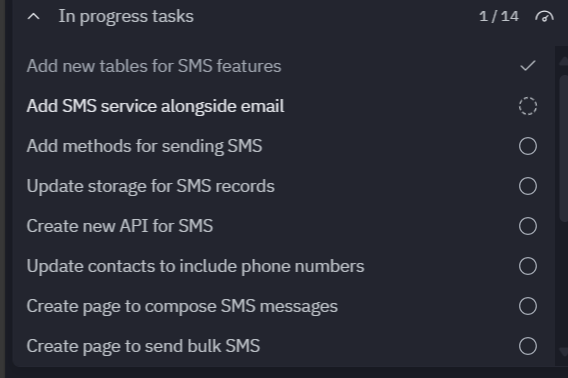 In progress tasks 1 / 14
Add new tables for SMS features
Add SMS service alongside email
Add methods for sending SMS
Update storage for SMS records
Create new API for SMS
Update contacts to include phone numbers
Create page to compose SMS messages
Create page to send bulk SMS